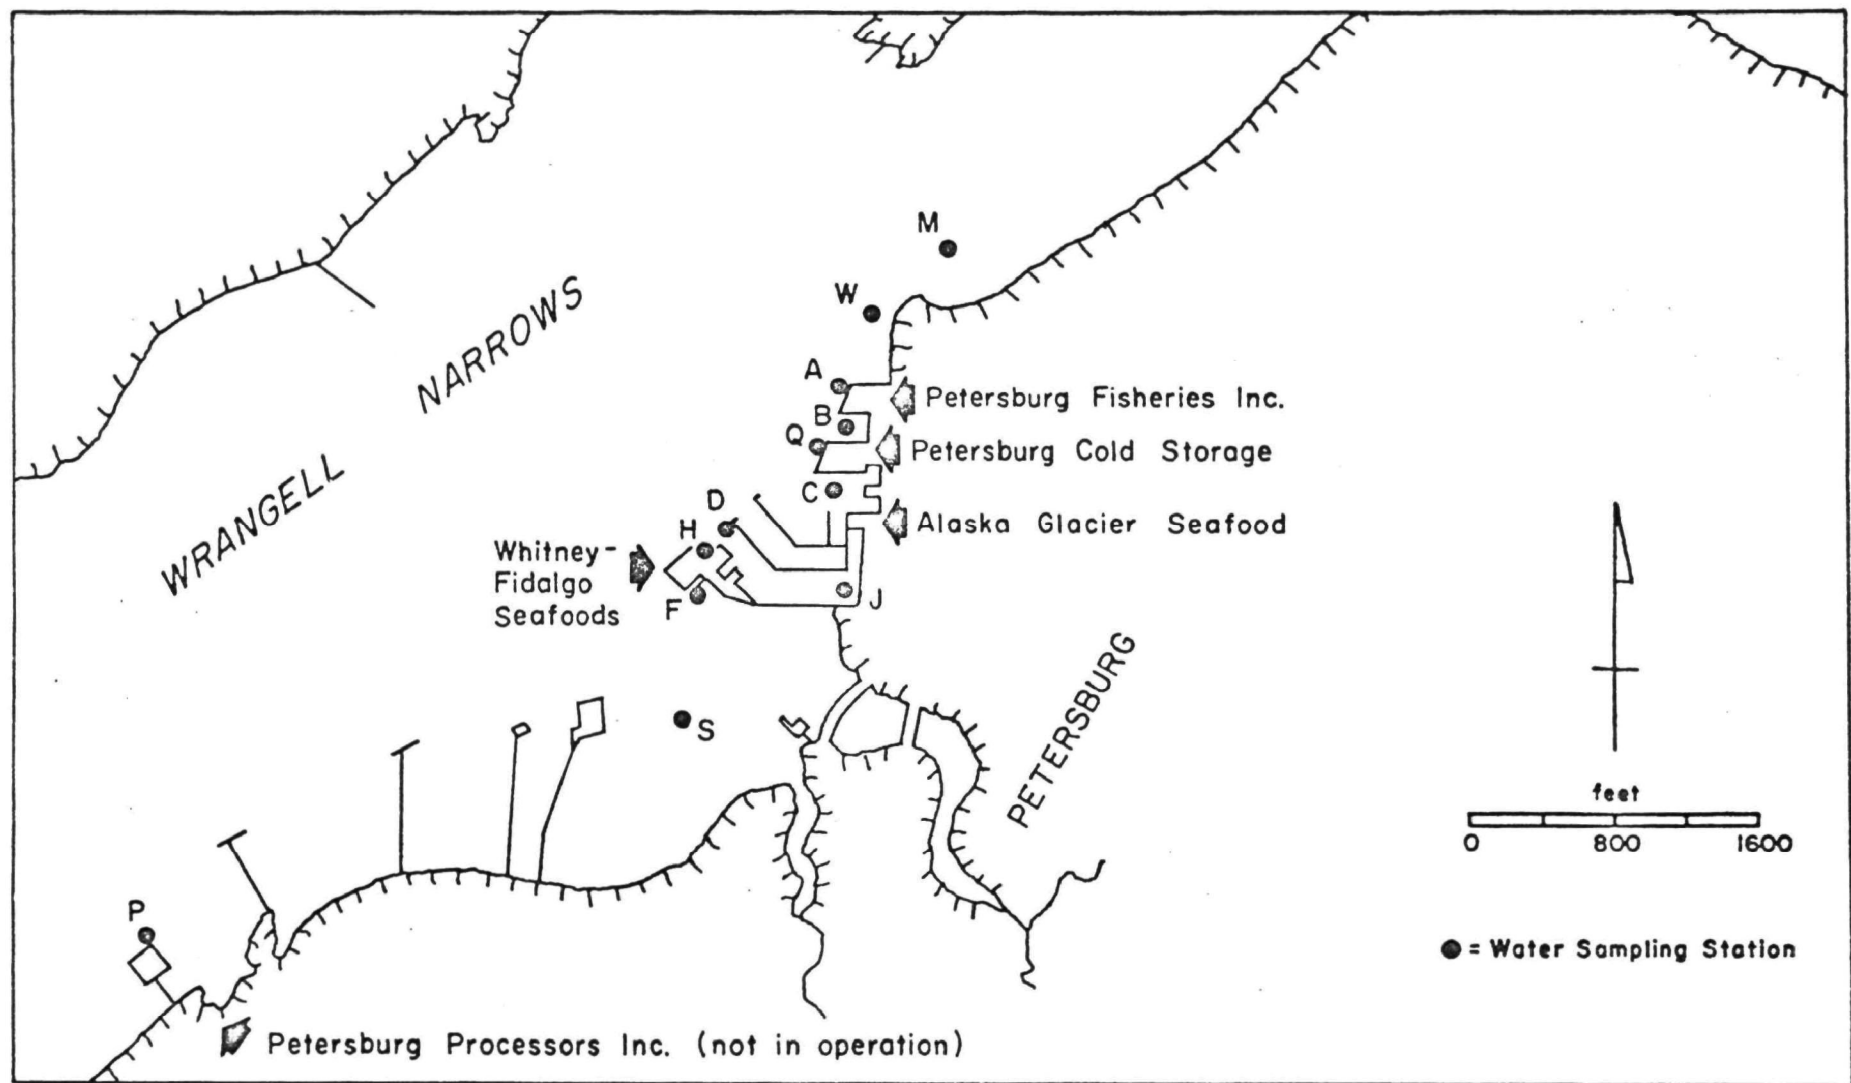 M
W
NARROWS
A
Petersburg Fisheries Inc.
B
Q
Petersburg Cold Storage
WRANGELL
C
D
Alaska Glacier Seafood
H
Whitney-
Fidalgo
Seafoods
F
J
PETERSBURG
S
feet
0 800 1600
P
= Water Sampling Station
Petersburg Processors Inc. (not in operation)